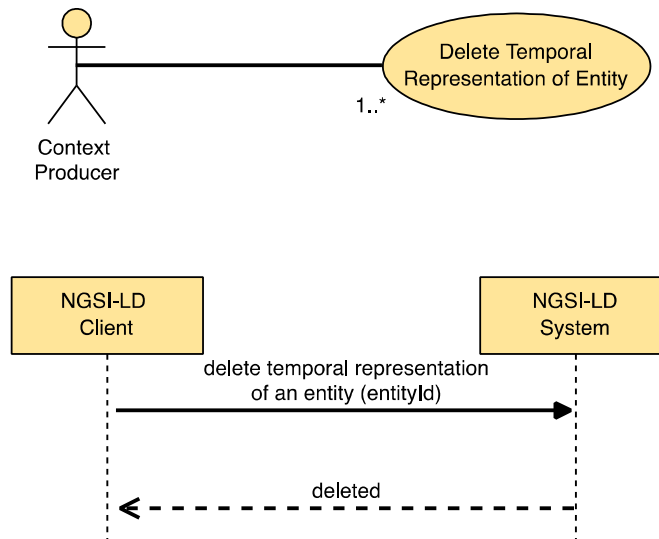 Delete Temporal
Representation of Entity
1..*
Context
Producer
NGSI-LD
Client
NGSI-LD
System
delete temporal representation
of an entity (entityId)
deleted